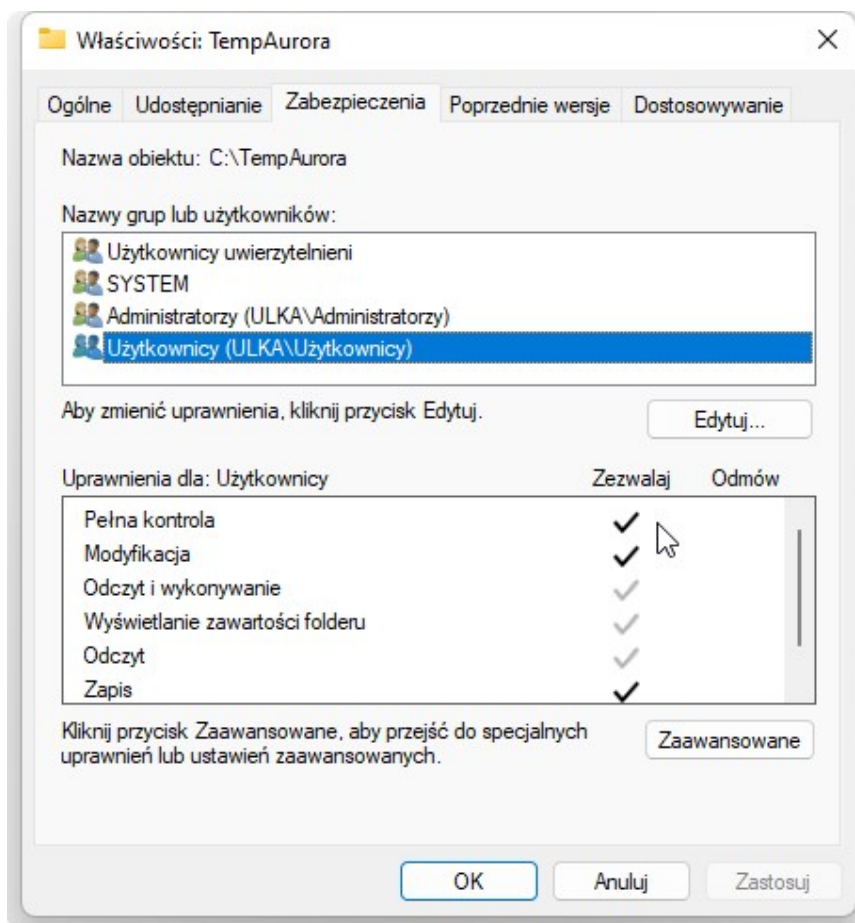 Właściwości: TempAurora
Ogólne Udostępnianie Zabezpieczenia Poprzednie wersje Dostosowywanie
Nazwa obiektu: C:\TempAurora
Nazwy grup lub użytkowników:
Użytkownicy uwierzytelnieni
SYSTEM
Administratorzy (ULKA\Administratorzy)
Użytkownicy (ULKA\Użytkownicy)
Aby zmienić uprawnienia, kliknij przycisk Edytuj.
Edytuj...
Uprawnienia dla: Użytkownicy Zezwalaj Odmów
Pełna kontrola
Modyfikacja
Odczyt i wykonywanie
Wyświetlanie zawartości folderu
Odczyt
Zapis
Kliknij przycisk Zaawansowane, aby przejść do specjalnych
uprawnień lub ustawień zaawansowanych.
Zaawansowane
OK Anuluj Zastosuj